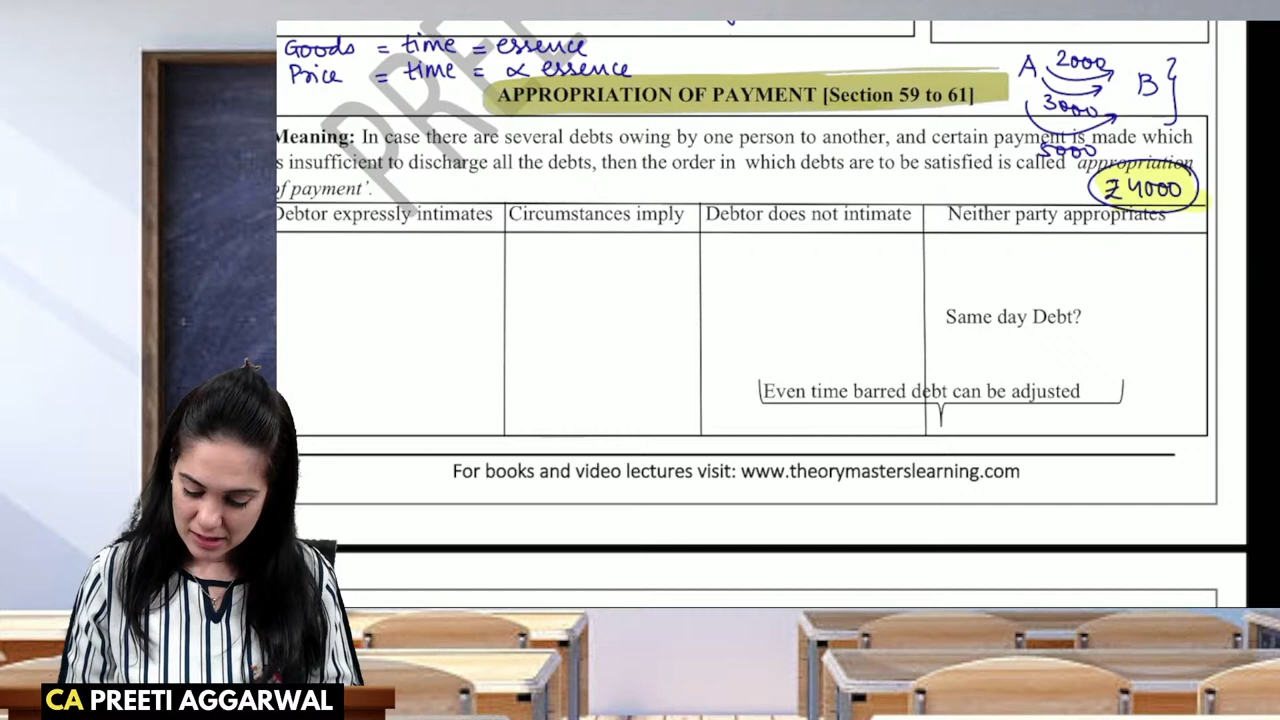 Goods = time = essence
Price = time = ∝ essence
APPROPRIATION OF PAYMENT [Section 59 to 61]
A 2000 B
3000
5000
₹4000
Meaning: In case there are several debts owing by one person to another, and certain payment is made which
s insufficient to discharge all the debts, then the order in which debts are to be satisfied is called 'appropriation
of payment'.
Debtor expressly intimates Circumstances imply Debtor does not intimate Neither party appropriates
Same day Debt?
Even time barred debt can be adjusted
For books and video lectures visit: www.theorymasterslearning.com
CA PREETI AGGARWAL